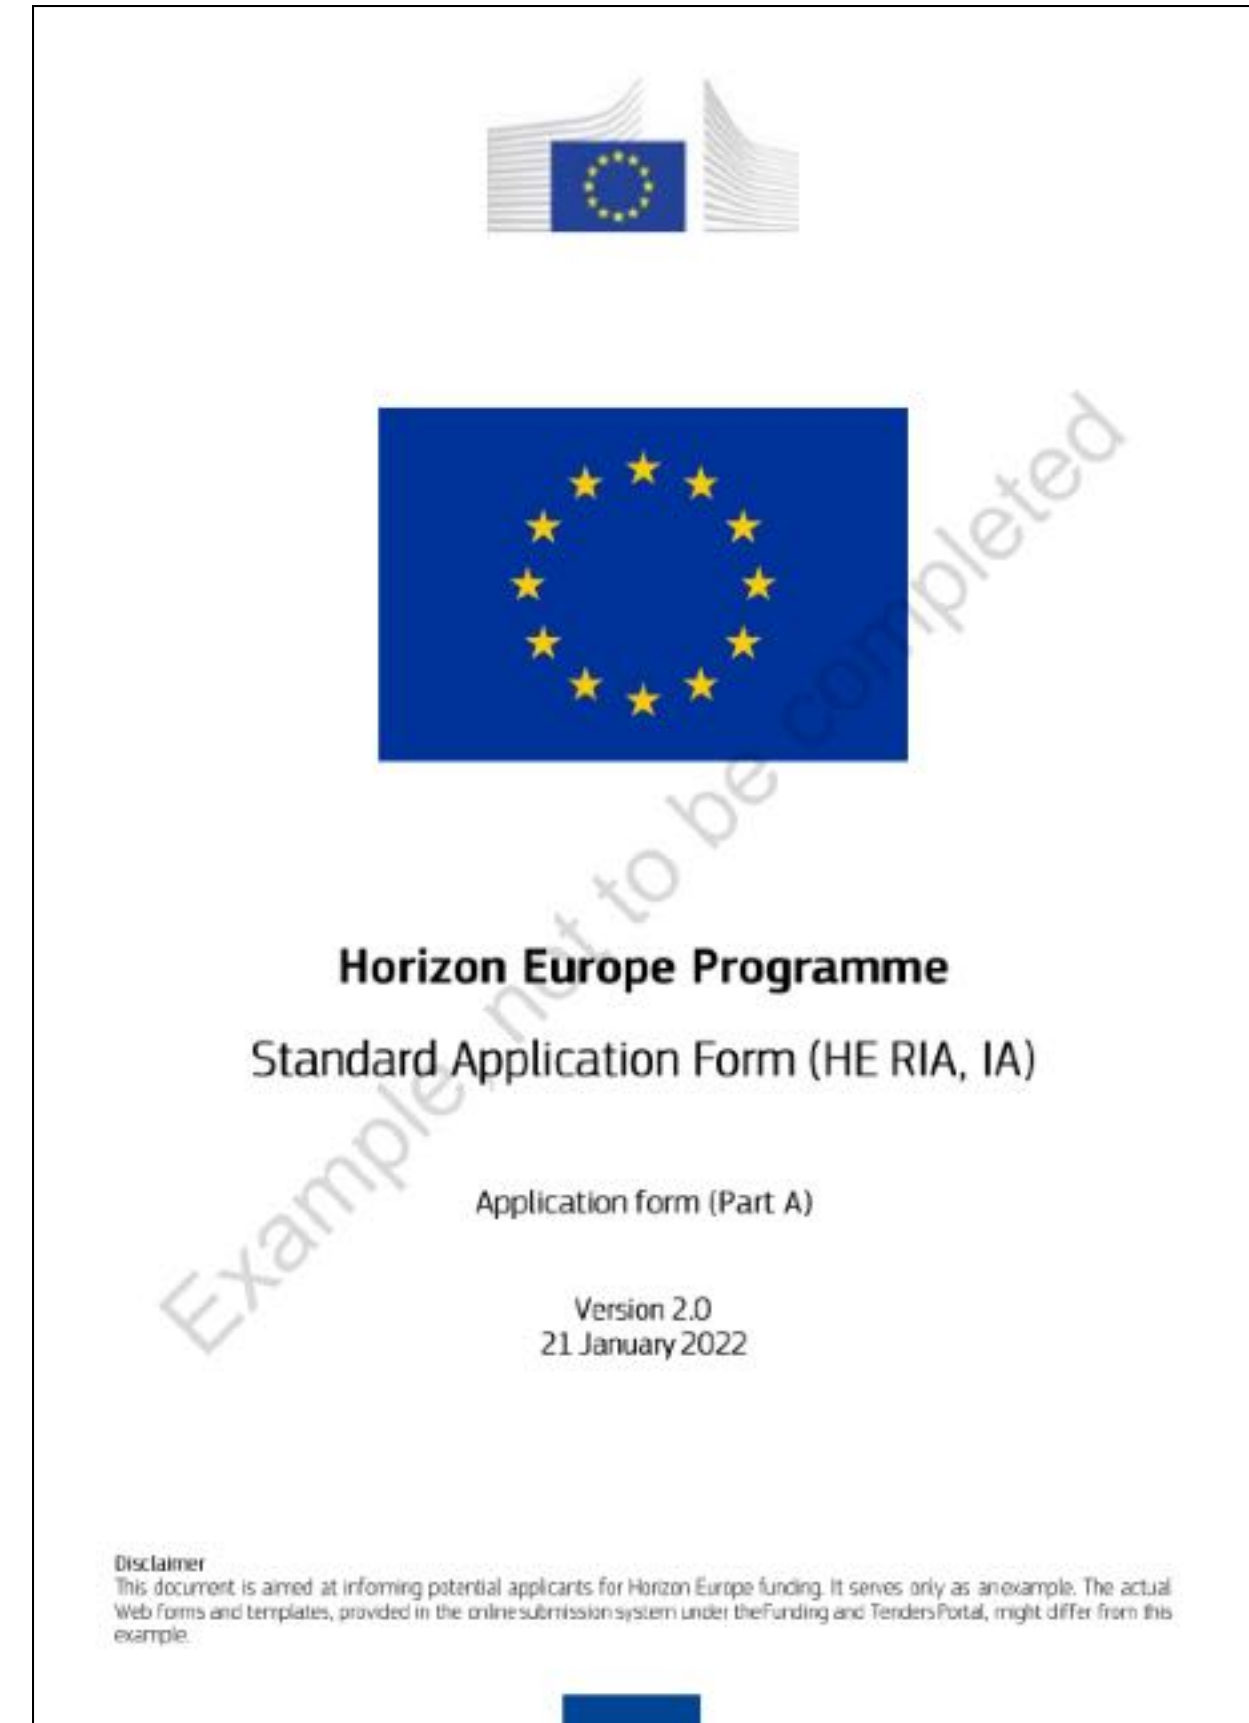 Horizon Europe Programme
Standard Application Form (HE RIA, IA)
Application form (Part A)
Version 2.0
21 January 2022
Example, not to be completed
Disclaimer
This document is aimed at informing potential applicants for Horizon Europe funding. It serves only as an example. The actual
Web forms and templates, provided in the online submission system under the Funding and Tenders Portal, might differ from this
example.